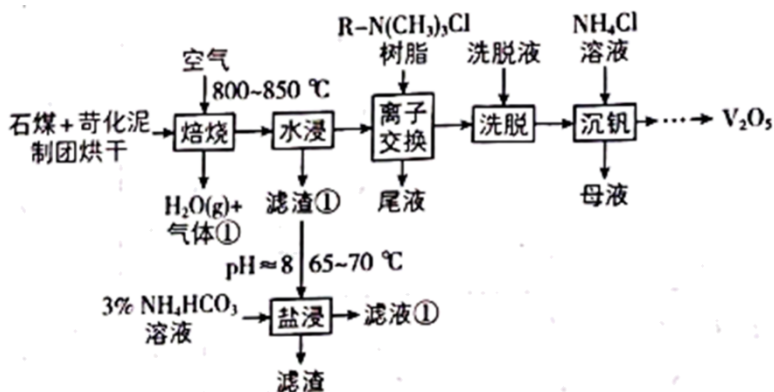 R-N(CH₃)₃Cl
树脂
洗脱液
NH₄Cl
溶液
空气
800~850 ℃
石煤+苛化泥
制团烘干
焙烧
水浸
离子
交换
洗脱
沉钒
V₂O₅
H₂O(g)+
气体①
滤渣①
尾液
母液
pH≈8
65~70 ℃
3% NH₄HCO₃
溶液
盐浸
滤液①
滤渣